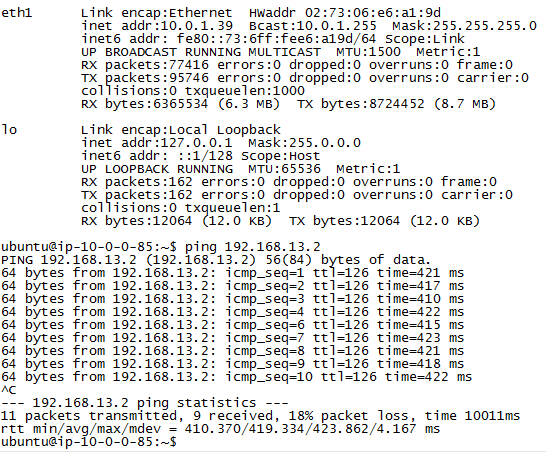 eth1 Link encap:Ethernet HWaddr 02:73:06:e6:a1:9d
inet addr:10.0.1.39 Bcast:10.0.1.255 Mask:255.255.255.0
inet6 addr: fe80::73:6ff:fee6:a19d/64 Scope:Link
UP BROADCAST RUNNING MULTICAST MTU:1500 Metric:1
RX packets:77416 errors:0 dropped:0 overruns:0 frame:0
TX packets:95746 errors:0 dropped:0 overruns:0 carrier:0
collisions:0 txqueuelen:1000
RX bytes:6365534 (6.3 MB) TX bytes:8724452 (8.7 MB)
lo Link encap:Local Loopback
inet addr:127.0.0.1 Mask:255.0.0.0
inet6 addr: ::1/128 Scope:Host
UP LOOPBACK RUNNING MTU:65536 Metric:1
RX packets:162 errors:0 dropped:0 overruns:0 frame:0
TX packets:162 errors:0 dropped:0 overruns:0 carrier:0
collisions:0 txqueuelen:1
RX bytes:12064 (12.0 KB) TX bytes:12064 (12.0 KB)
ubuntu@ip-10-0-0-85:~$ ping 192.168.13.2
PING 192.168.13.2 (192.168.13.2) 56(84) bytes of data.
64 bytes from 192.168.13.2: icmp_seq=1 ttl=126 time=421 ms
64 bytes from 192.168.13.2: icmp_seq=2 ttl=126 time=417 ms
64 bytes from 192.168.13.2: icmp_seq=3 ttl=126 time=410 ms
64 bytes from 192.168.13.2: icmp_seq=4 ttl=126 time=422 ms
64 bytes from 192.168.13.2: icmp_seq=6 ttl=126 time=415 ms
64 bytes from 192.168.13.2: icmp_seq=7 ttl=126 time=423 ms
64 bytes from 192.168.13.2: icmp_seq=8 ttl=126 time=421 ms
64 bytes from 192.168.13.2: icmp_seq=9 ttl=126 time=418 ms
64 bytes from 192.168.13.2: icmp_seq=10 ttl=126 time=422 ms
^C
--- 192.168.13.2 ping statistics ---
11 packets transmitted, 9 received, 18% packet loss, time 10011ms
rtt min/avg/max/mdev = 410.370/419.334/423.862/4.167 ms
ubuntu@ip-10-0-0-85:~$